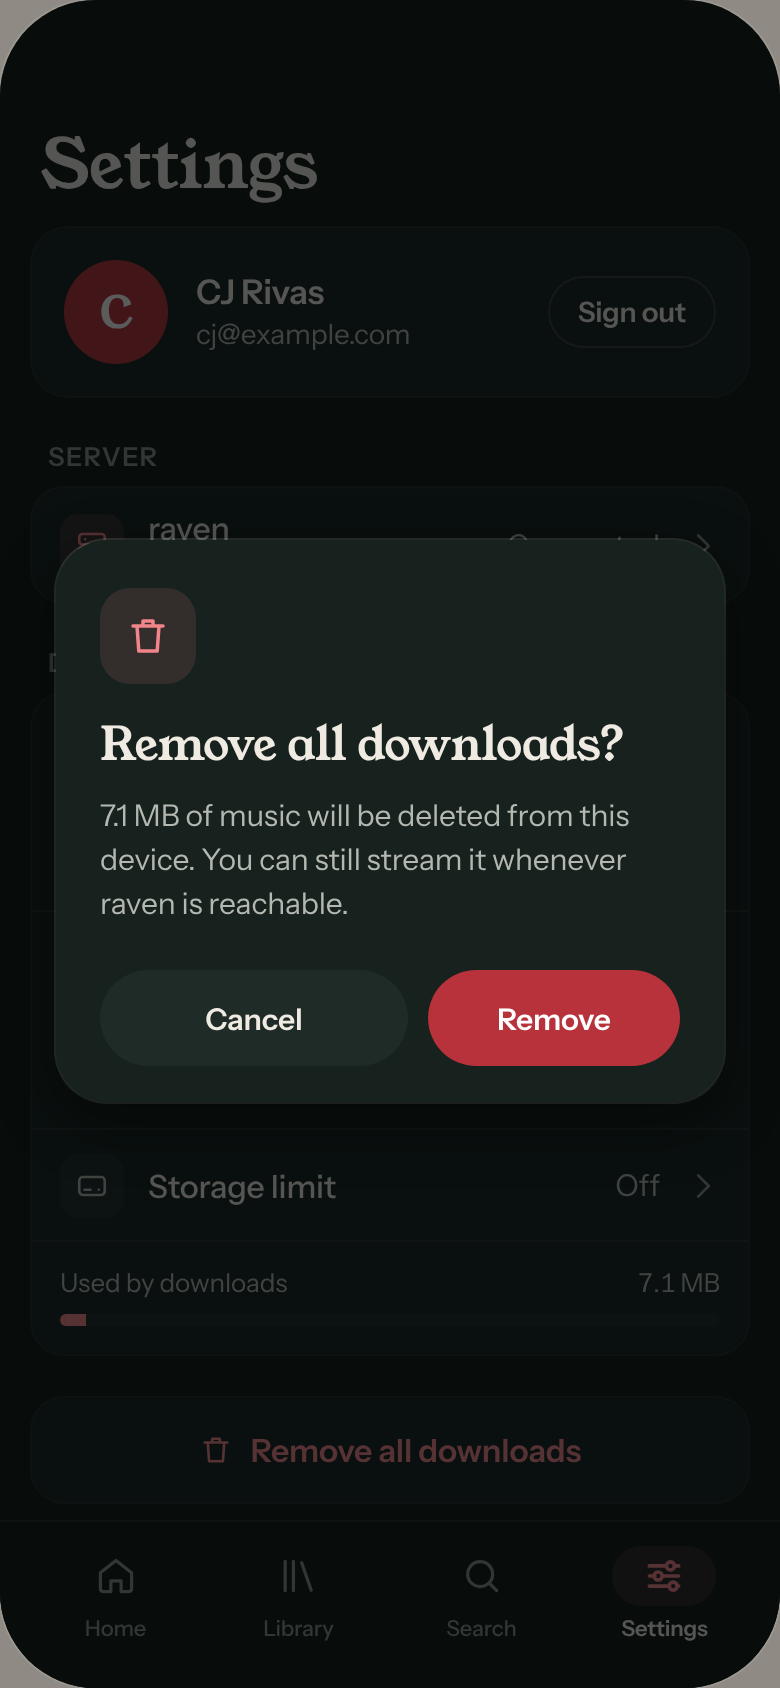 Settings
C
CJ Rivas
cj@example.com
Sign out
SERVER
raven
Remove all downloads?
7.1 MB of music will be deleted from this
device. You can still stream it whenever
raven is reachable.
Cancel
Remove
Storage limit
Off
Used by downloads
7.1 MB
Remove all downloads
Home
Library
Search
Settings